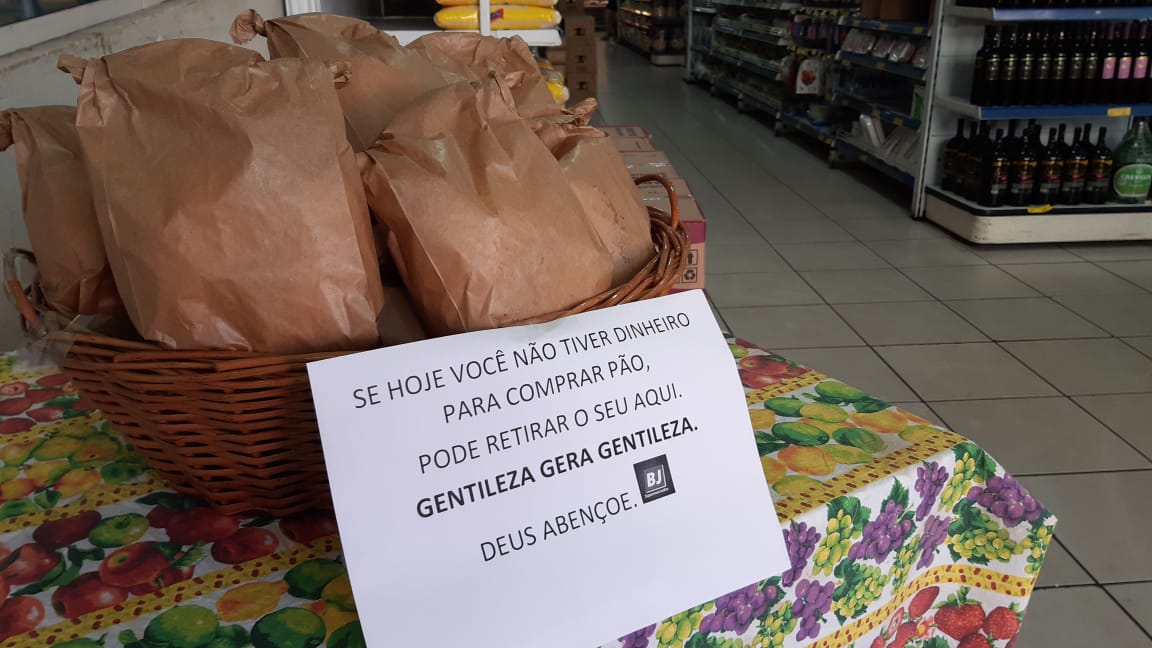 SE HOJE VOCÊ NÃO TIVER DINHEIRO
PARA COMPRAR PÃO,
PODE RETIRAR O SEU AQUI.
GENTILEZA GERA GENTILEZA.
DEUS ABENÇOE.
BJ